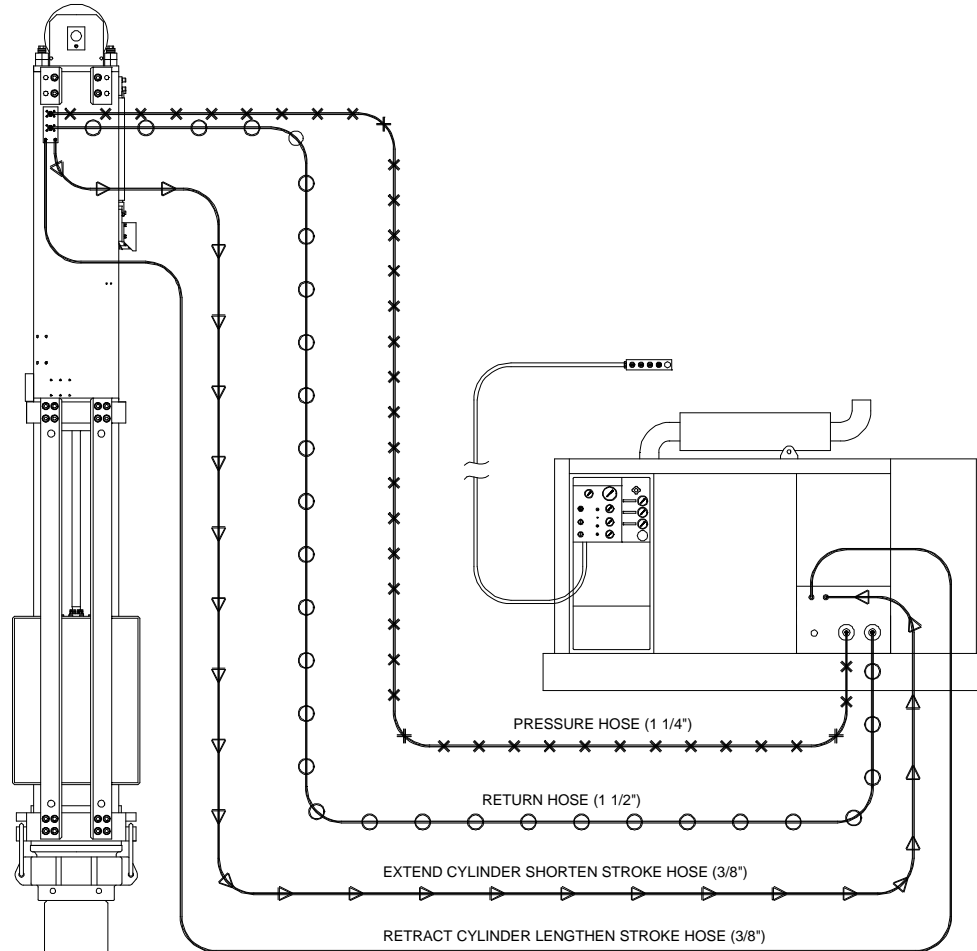 PRESSURE HOSE (1 1/4")
RETURN HOSE (1 1/2")
EXTEND CYLINDER SHORTEN STROKE HOSE (3/8")
RETRACT CYLINDER LENGTHEN STROKE HOSE (3/8")